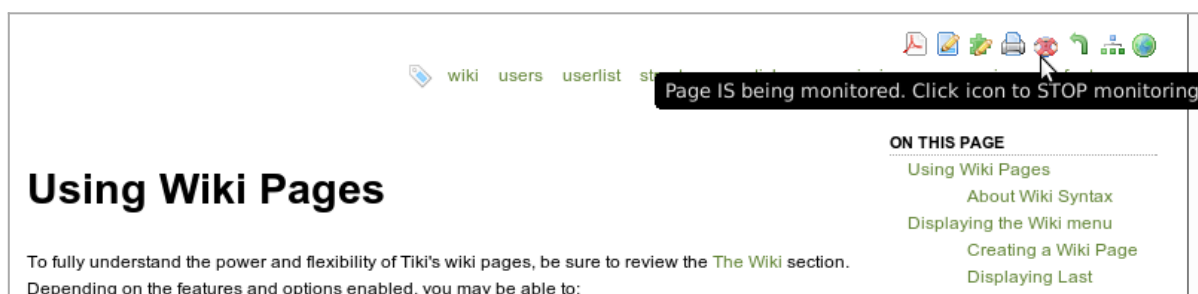 wiki users userlist
Page IS being monitored. Click icon to STOP monitoring
ON THIS PAGE
Using Wiki Pages
About Wiki Syntax
Displaying the Wiki menu
Creating a Wiki Page
Displaying Last
Using Wiki Pages
To fully understand the power and flexibility of Tiki's wiki pages, be sure to review the The Wiki section.
Depending on the features and options enabled, you may be able to: